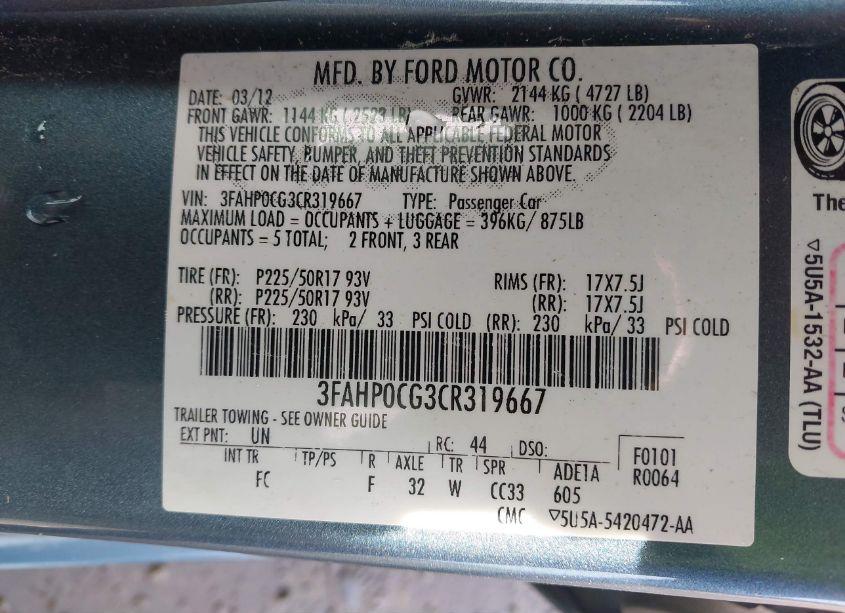 MFD. BY FORD MOTOR CO.
DATE: 03/12 GVWR: 2144 KG ( 4727 LB)
FRONT GAWR: 1144 KG ( 2523 LB) REAR GAWR: 1000 KG ( 2204 LB)
THIS VEHICLE CONFORMS TO ALL APPLICABLE FEDERAL MOTOR
VEHICLE SAFETY, BUMPER, AND THEFT PREVENTION STANDARDS
IN EFFECT ON THE DATE OF MANUFACTURE SHOWN ABOVE.
VIN: 3FAHP0CG3CR319667 TYPE: Passenger Car
MAXIMUM LOAD = OCCUPANTS + LUGGAGE = 396KG/ 875LB
OCCUPANTS = 5 TOTAL; 2 FRONT, 3 REAR
TIRE (FR): P225/50R17 93V RIMS (FR): 17X7.5J
(RR): P225/50R17 93V (RR): 17X7.5J
PRESSURE (FR): 230 kPa/ 33 PSI COLD (RR): 230 kPa/ 33 PSI COLD
3FAHP0CG3CR319667
TRAILER TOWING - SEE OWNER GUIDE
EXT PNT: UN RC: 44 DSO: F0101
INT TR TP/PS R AXLE TR SPR ADE1A R0064
FC F 32 W CC33 605
CMC ▽5U5A-5420472-AA
The
▽5U5A-1532-AA (TLU)